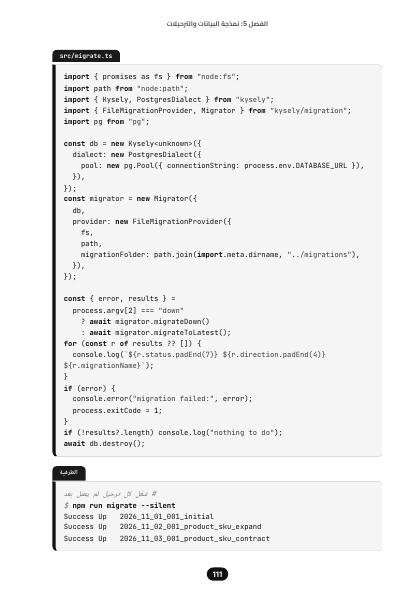 الفصل 5: نمذجة البيانات والترحيلات
src/migrate.ts
import { promises as fs } from "node:fs";
import path from "node:path";
import { Kysely, PostgresDialect } from "kysely";
import { FileMigrationProvider, Migrator } from "kysely/migration";
import pg from "pg";
const db = new Kysely<unknown>({
  dialect: new PostgresDialect({
    pool: new pg.Pool({ connectionString: process.env.DATABASE_URL }),
  }),
});
const migrator = new Migrator({
  db,
  provider: new FileMigrationProvider({
    fs,
    path,
    migrationFolder: path.join(import.meta.dirname, "../migrations"),
  }),
});
const { error, results } =
  process.argv[2] === "down"
    ? await migrator.migrateDown()
    : await migrator.migrateToLatest();
for (const r of results ?? []) {
  console.log(`${r.status.padEnd(7)} ${r.direction.padEnd(4)}
${r.migrationName}`);
}
if (error) {
  console.error("migration failed:", error);
  process.exitCode = 1;
}
if (!results?.length) console.log("nothing to do");
await db.destroy();
الطرفية
# شغّل كل ترحيل لم يعمل بعد
$ npm run migrate --silent
Success Up   2026_11_01_001_initial
Success Up   2026_11_02_001_product_sku_expand
Success Up   2026_11_03_001_product_sku_contract
111